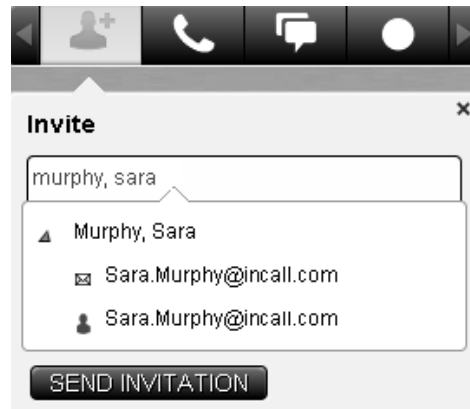 Invite
murphy, sara
Murphy, Sara
Sara.Murphy@incall.com
Sara.Murphy@incall.com
SEND INVITATION